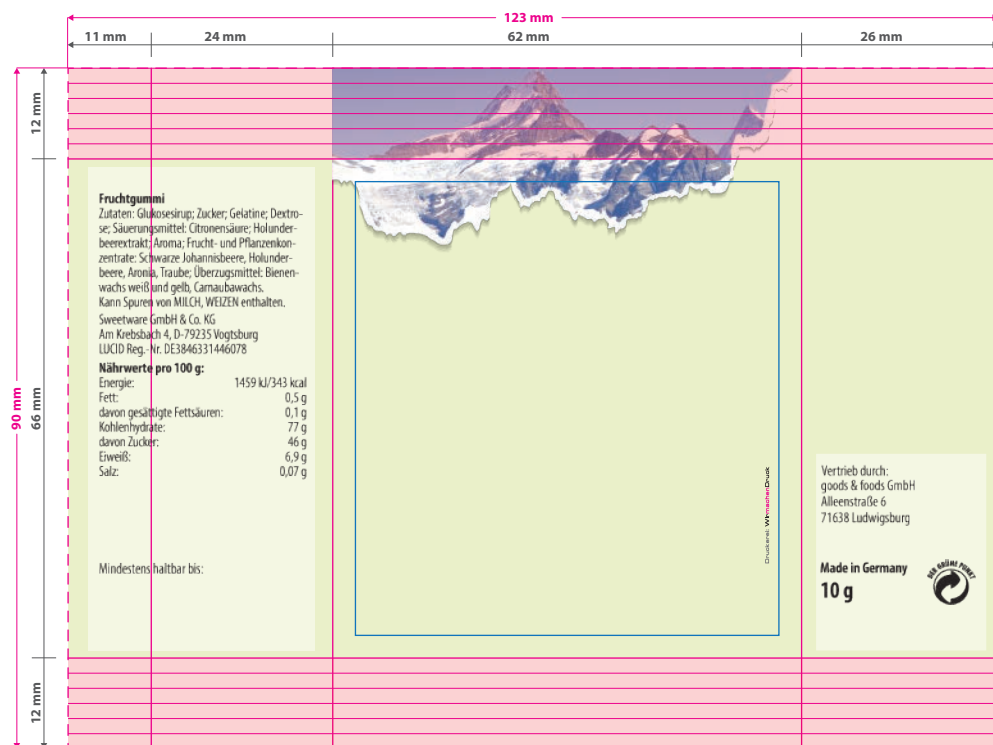 123 mm
11 mm
24 mm
62 mm
26 mm
12 mm
90 mm
66 mm
12 mm
Fruchtgummi
Zutaten: Glukosesirup; Zucker; Gelatine; Dextro-
se; Säuerungsmittel: Citronensäure; Holunder-
beerextrakt; Aroma; Frucht- und Pflanzenkon-
zentrate: Schwarze Johannisbeere, Holunder-
beere, Aronia, Traube; Überzugsmittel: Bienen-
wachs weiß und gelb, Carnaubawachs.
Kann Spuren von MILCH, WEIZEN enthalten.
Sweetware GmbH & Co. KG
Am Krebsbach 4, D-79235 Vogtsburg
LUCID Reg.-Nr. DE3846331446078
Nährwerte pro 100 g:
Energie: 1459 kJ/343 kcal
Fett: 0,5 g
davon gesättigte Fettsäuren: 0,1 g
Kohlenhydrate: 77 g
davon Zucker: 46 g
Eiweiß: 6,9 g
Salz: 0,07 g
Mindestens haltbar bis:
Druckerei: WirmachenDruck
Vertrieb durch:
goods & foods GmbH
Alleenstraße 6
71638 Ludwigsburg
Made in Germany
10 g
DER GRÜNE PUNKT